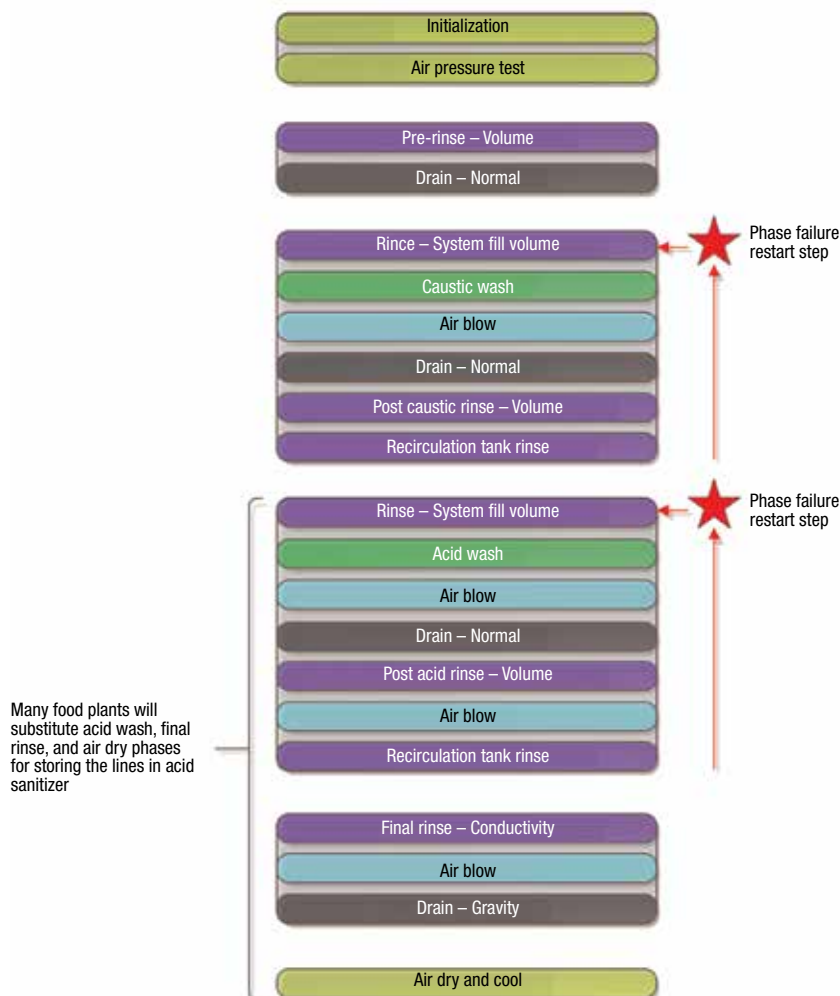 Initialization
Air pressure test
Pre-rinse – Volume
Drain – Normal
Rince – System fill volume
Phase failure
restart step
Caustic wash
Air blow
Drain – Normal
Post caustic rinse – Volume
Recirculation tank rinse
Rinse – System fill volume
Phase failure
restart step
Acid wash
Air blow
Drain – Normal
Post acid rinse – Volume
Air blow
Recirculation tank rinse
Many food plants will
substitute acid wash, final
rinse, and air dry phases
for storing the lines in acid
sanitizer
Final rinse – Conductivity
Air blow
Drain – Gravity
Air dry and cool